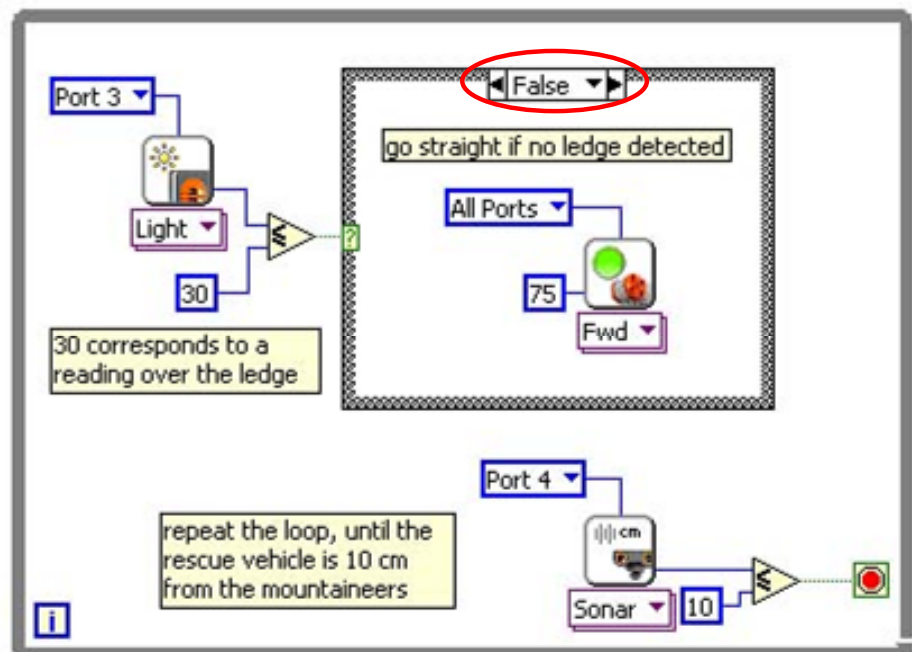 False
Port 3
go straight if no ledge detected
All Ports
Light
?
30
75
Fwd
30 corresponds to a
reading over the ledge
Port 4
repeat the loop, until the
rescue vehicle is 10 cm
from the mountaineers
cm
Sonar
10
i